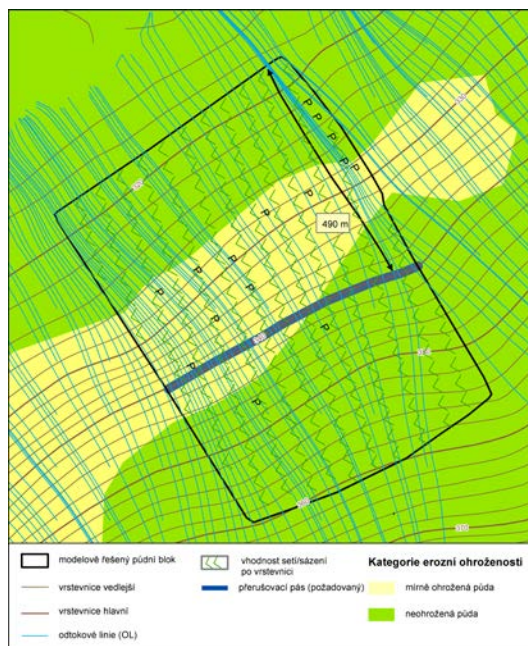 490 m
modelově řešený půdní blok
vrstevnice vedlejší
vrstevnice hlavní
odtokové linie (OL)
vhodnost setí/sázení
po vrstevnici
přerušovací pás (požadovaný)
Kategorie erozní ohroženosti
mírně ohrožená půda
neohrožená půda